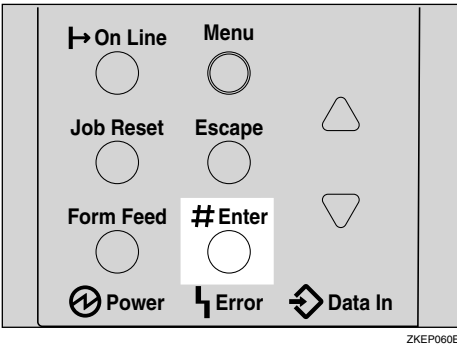 On Line Menu
Job Reset Escape
Form Feed # Enter
Power Error Data In
ZKEP060E